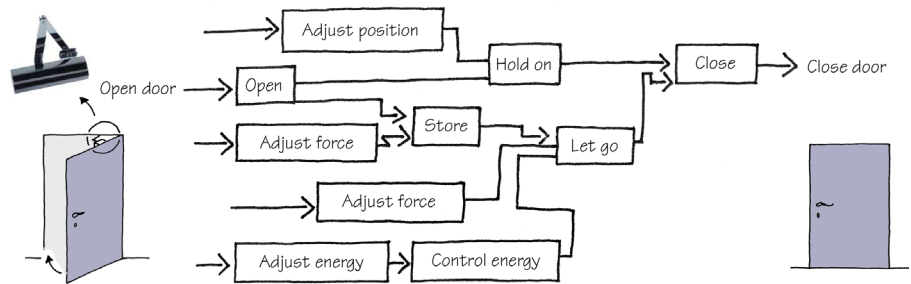 Adjust position
Hold on
Close
Close door
Open door
Open
Store
Adjust force
Let go
Adjust force
Adjust energy
Control energy